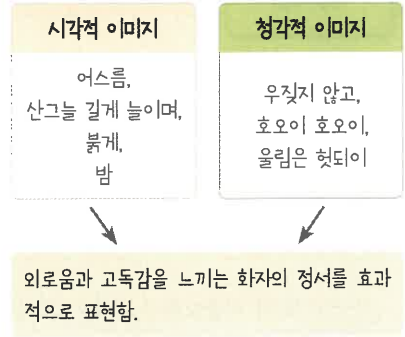 시각적 이미지
어스름,
산그늘 길게 늘이며,
붉게,
밤
청각적 이미지
우짖지 않고,
호오이 호오이,
울림은 헛되이
외로움과 고독감을 느끼는 화자의 정서를 효과
적으로 표현함.